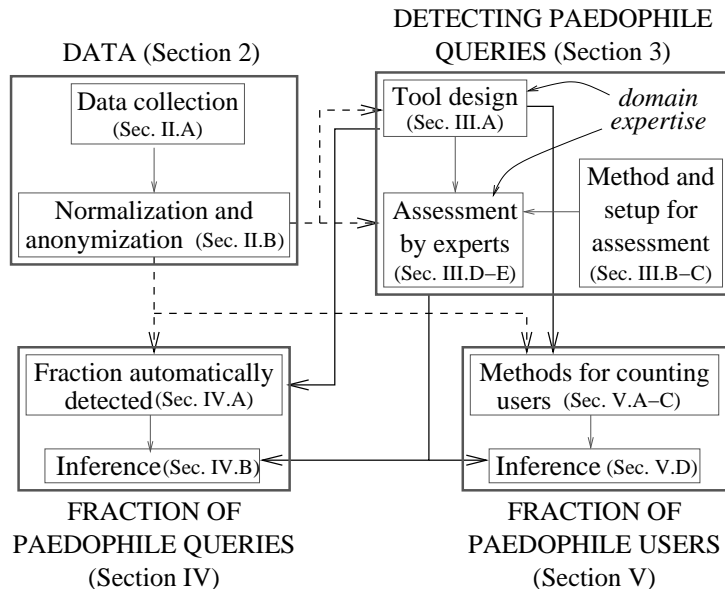 DATA (Section 2)
Data collection
(Sec. II.A)
Normalization and
anonymization (Sec. II.B)
DETECTING PAEDOPHILE
QUERIES (Section 3)
Tool design
(Sec. III.A)
domain
expertise
Assessment
by experts
(Sec. III.D–E)
Method and
setup for
assessment
(Sec. III.B–C)
Fraction automatically
detected (Sec. IV.A)
Inference (Sec. IV.B)
FRACTION OF
PAEDOPHILE QUERIES
(Section IV)
Methods for counting
users (Sec. V.A–C)
Inference (Sec. V.D)
FRACTION OF
PAEDOPHILE USERS
(Section V)